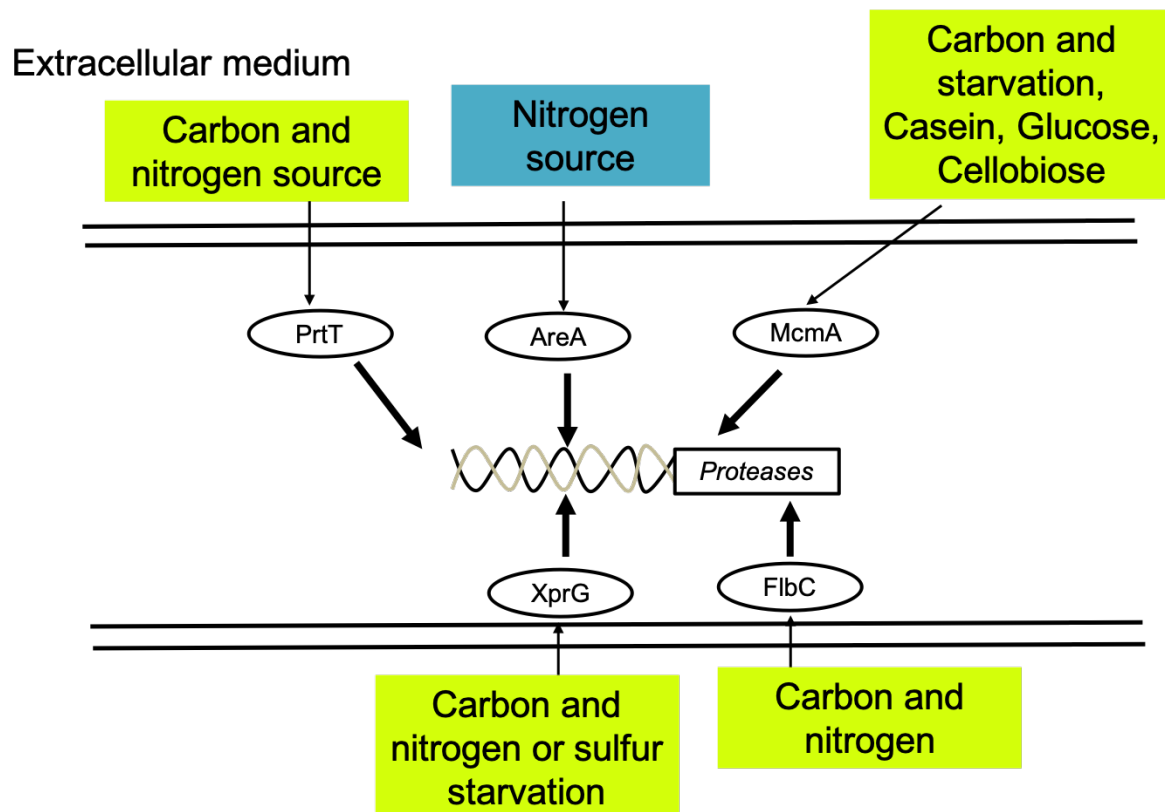 Extracellular medium
Carbon and
nitrogen source
Nitrogen
source
Carbon and
starvation,
Casein, Glucose,
Cellobiose
PrtT
AreA
McmA
Proteases
XprG
FlbC
Carbon and
nitrogen or sulfur
starvation
Carbon and
nitrogen